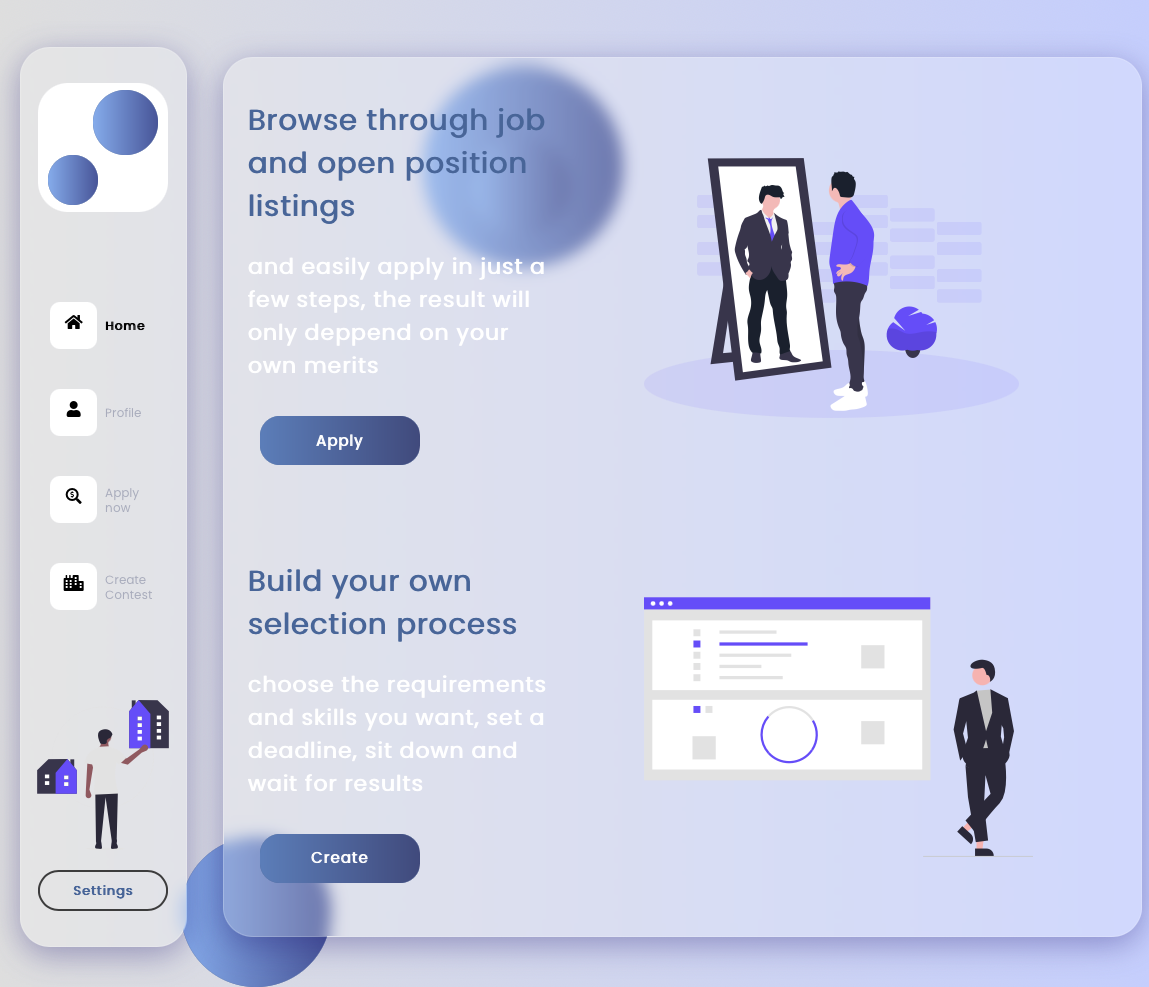 Home
Profile
Apply
now
Create
Contest
Settings
Browse through job
and open position
listings
and easily apply in just a
few steps, the result will
only deppend on your
own merits
Apply
Build your own
selection process
choose the requirements
and skills you want, set a
deadline, sit down and
wait for results
Create